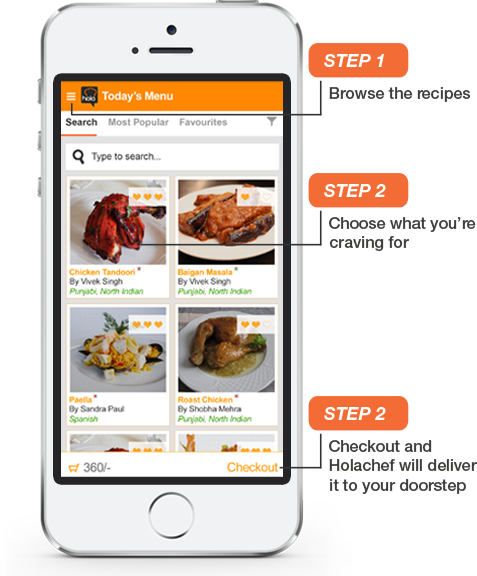 STEP 1
Browse the recipes
hola
Today's Menu
Search Most Popular Favourites
Type to search...
STEP 2
Choose what you're
craving for
Chicken Tandoori * Baigan Masala *
By Vivek Singh By Vivek Singh
Punjabi, North Indian Punjabi, North Indian
Paella * Roast Chicken *
By Sandra Paul By Shobha Mehra
Spanish Punjabi, North Indian
STEP 2
Checkout and
Holachef will deliver
it to your doorstep
360/- Checkout